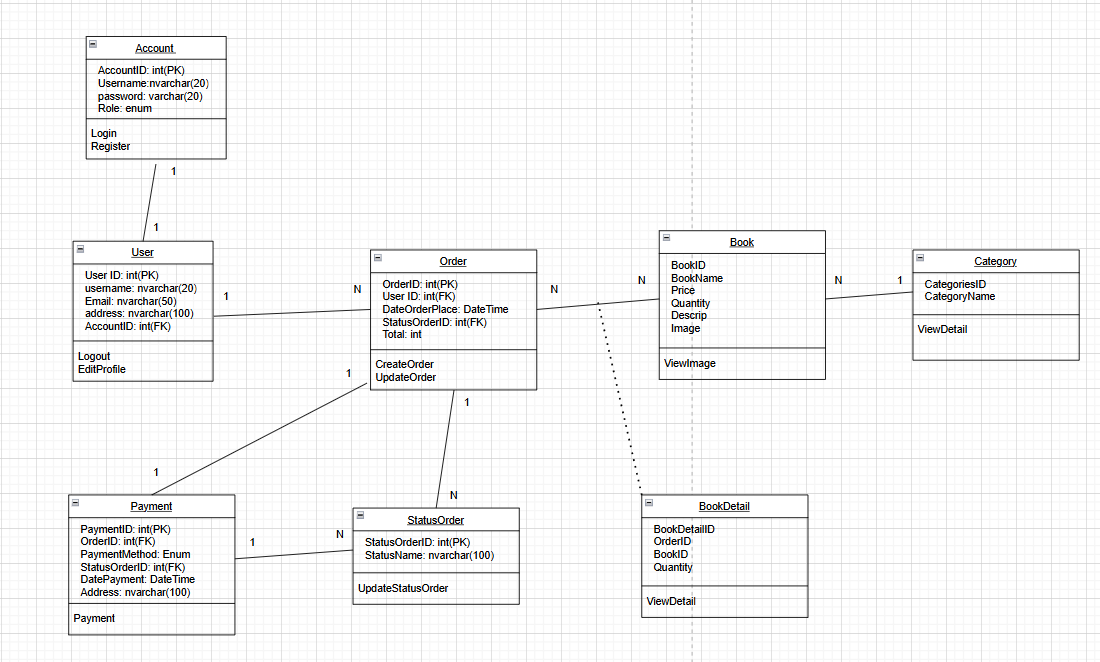 Account
AccountID: int(PK)
Username:nvarchar(20)
password: varchar(20)
Role: enum
Login
Register
1
1
User
User ID: int(PK)
username: nvarchar(20)
Email: nvarchar(50)
address: nvarchar(100)
AccountID: int(FK)
Logout
EditProfile
1
N
Order
OrderID: int(PK)
User ID: int(FK)
DateOrderPlace: DateTime
StatusOrderID: int(FK)
Total: int
CreateOrder
UpdateOrder
N
N
Book
BookID
BookName
Price
Quantity
Descrip
Image
ViewImage
N
1
Category
CategoriesID
CategoryName
ViewDetail
1
1
1
N
Payment
PaymentID: int(PK)
OrderID: int(FK)
PaymentMethod: Enum
StatusOrderID: int(FK)
DatePayment: DateTime
Address: nvarchar(100)
Payment
1
N
StatusOrder
StatusOrderID: int(PK)
StatusName: nvarchar(100)
UpdateStatusOrder
BookDetail
BookDetailID
OrderID
BookID
Quantity
ViewDetail